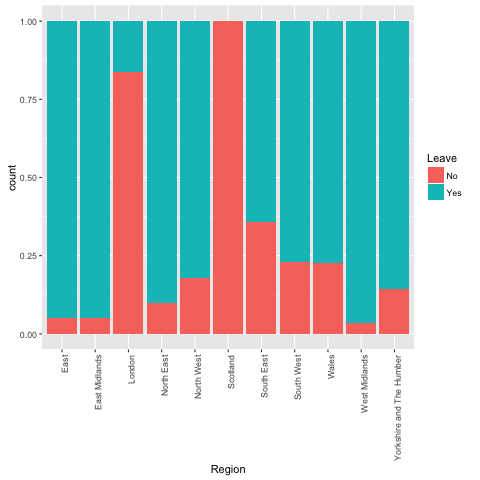 1.00
0.75
0.50
0.25
0.00
count
East
East Midlands
London
North East
North West
Scotland
South East
South West
Wales
West Midlands
Yorkshire and The Humber
Region
Leave
No
Yes